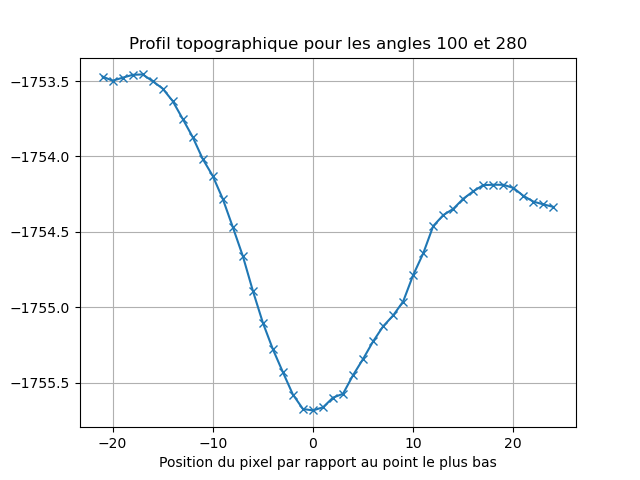 Profil topographique pour les angles 100 et 280
−1753.5
−1754.0
−1754.5
−1755.0
−1755.5
−20 −10 0 10 20
Position du pixel par rapport au point le plus bas